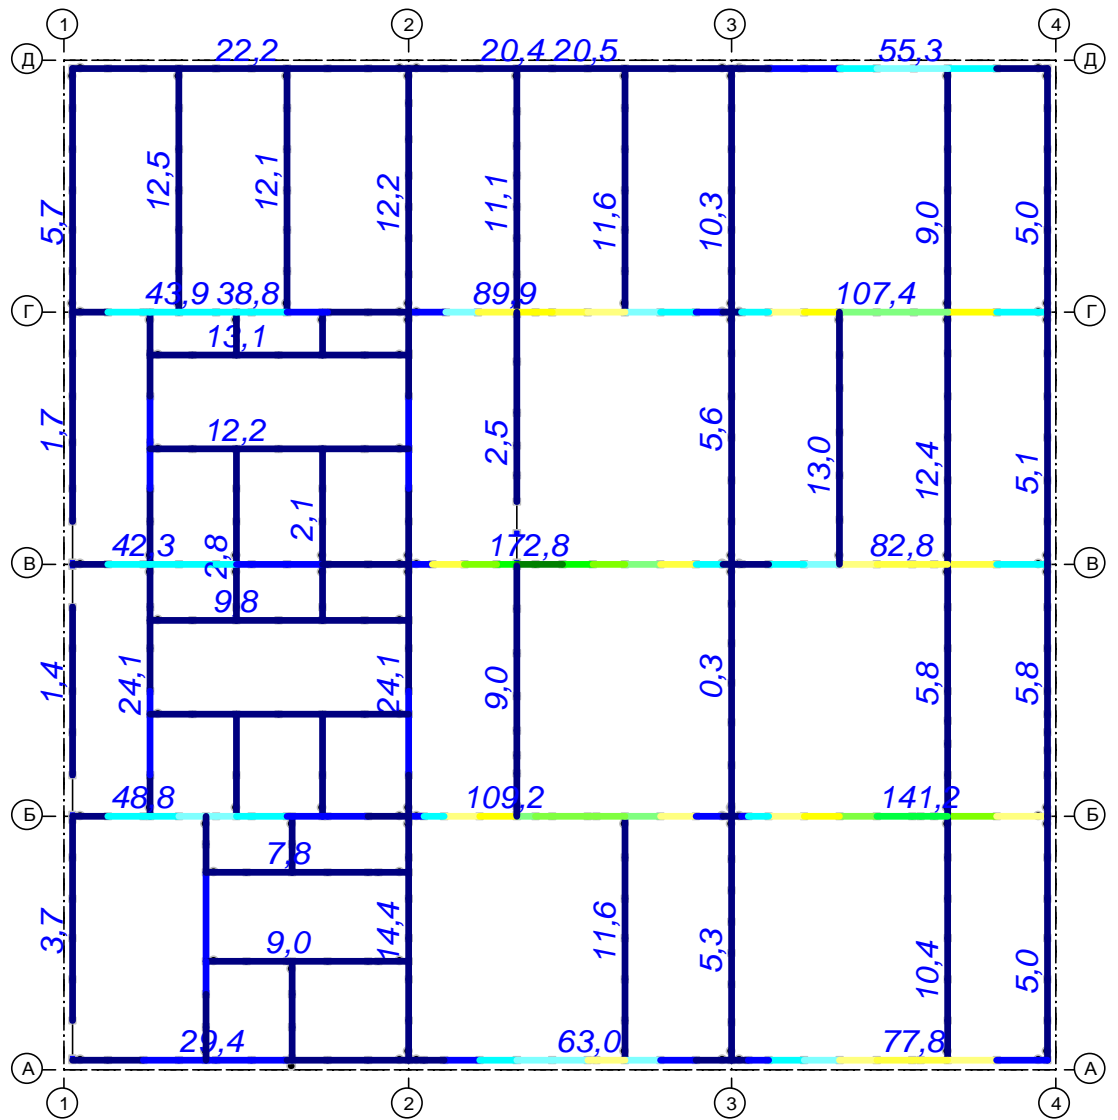 1 2 3 4
Д 22,2 20,4 20,5 55,3 Д
5,7 12,5 12,1 12,2 11,1 11,6 10,3 9,0 5,0
Г 43,9 38,8 89,9 107,4 Г
13,1
1,7 12,2 2,1 2,5 5,6 13,0 12,4 5,1
В 42,3 2,8 172,8 82,8 В
9,8
1,4 24,1 24,1 9,0 0,3 5,8 5,8
Б 48,8 109,2 141,2 Б
7,8
3,7 9,0 14,4 11,6 5,3 10,4 5,0
А 29,4 63,0 77,8 А
1 2 3 4